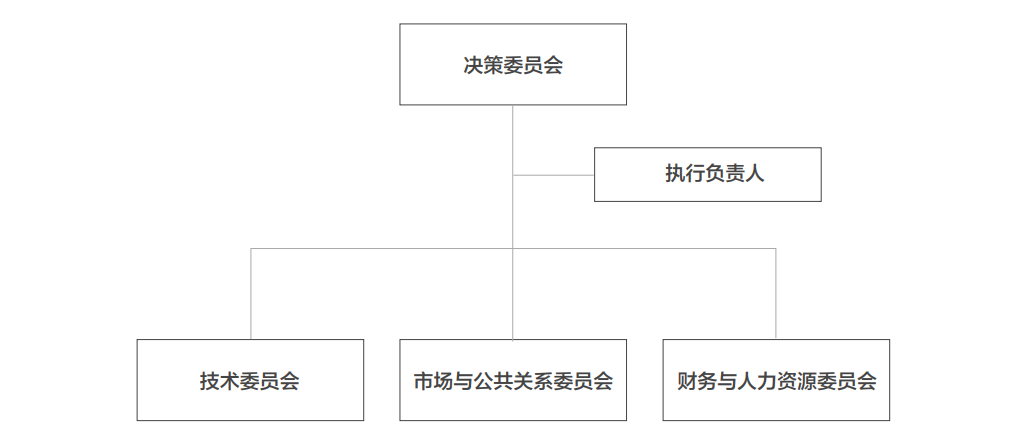 决策委员会
执行负责人
技术委员会
市场与公共关系委员会
财务与人力资源委员会